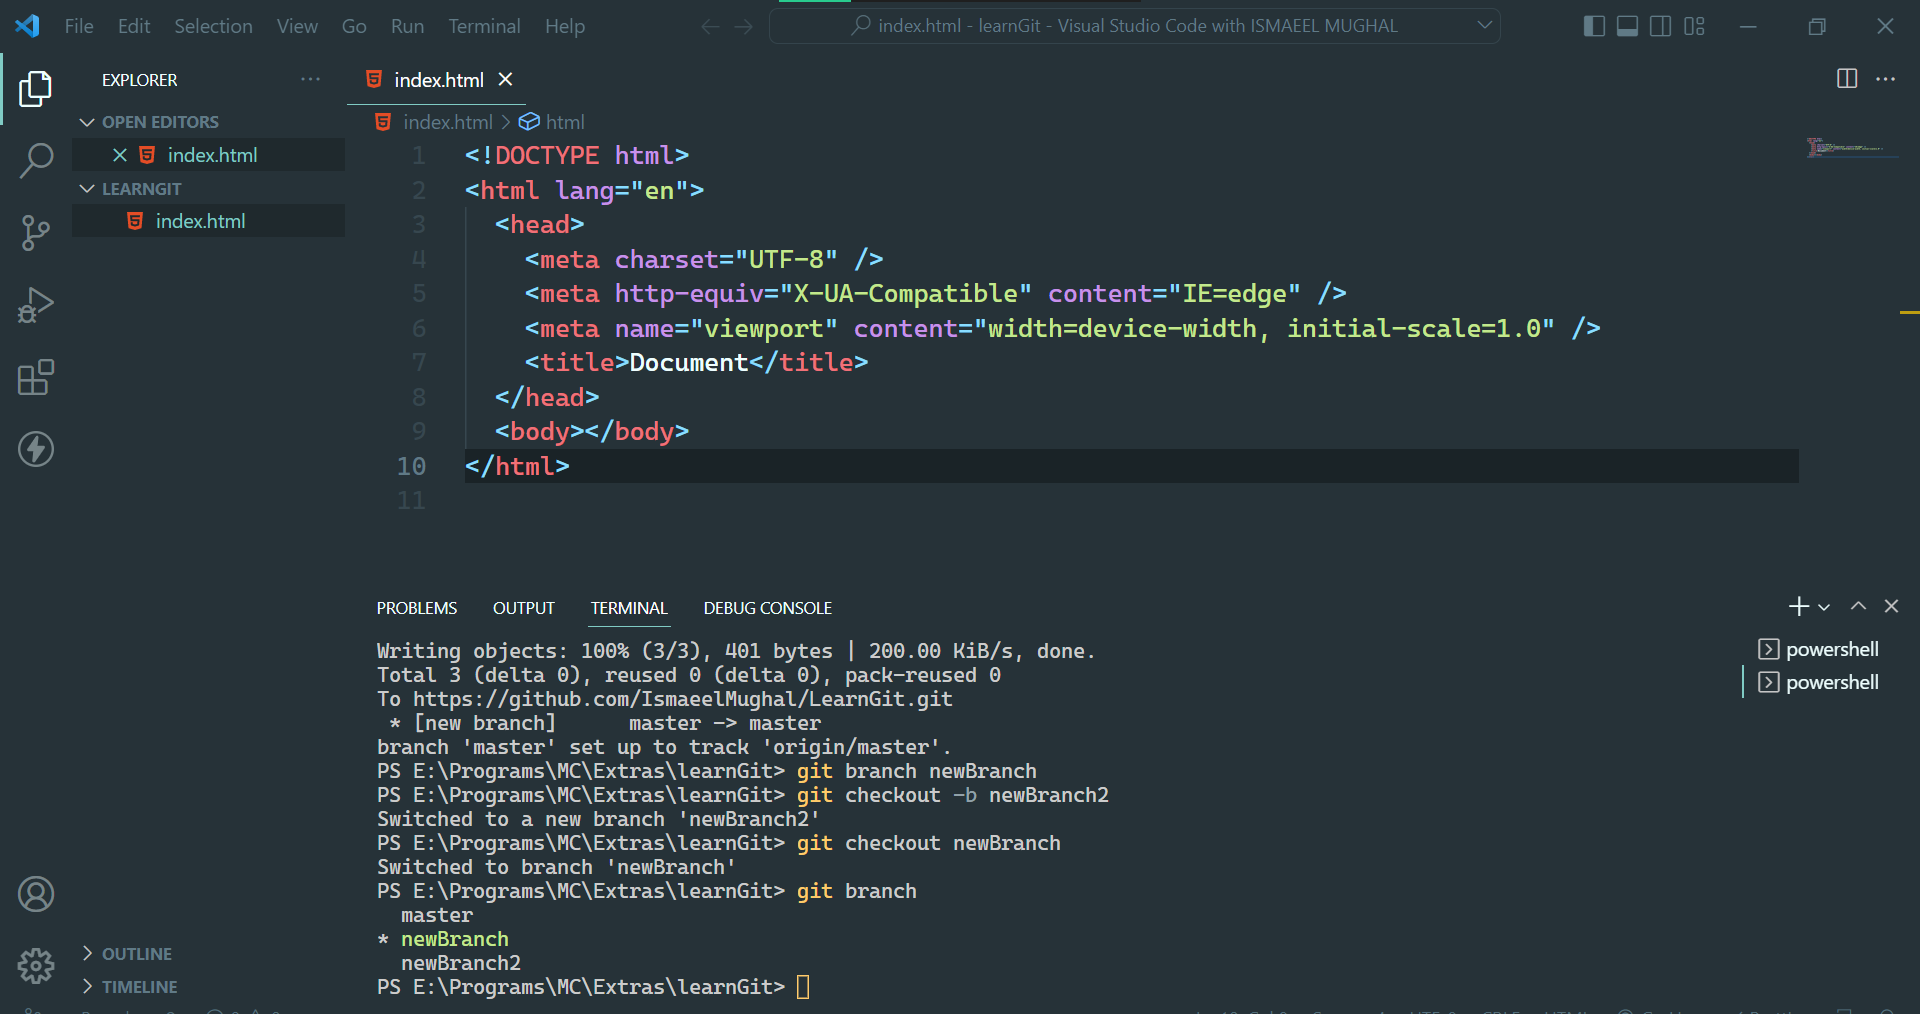 File Edit Selection View Go Run Terminal Help
index.html - learnGit - Visual Studio Code with ISMAEEL MUGHAL
EXPLORER
OPEN EDITORS
index.html
LEARNGIT
index.html
index.html
index.html > html
1 <!DOCTYPE html>
2 <html lang="en">
3 <head>
4 <meta charset="UTF-8" />
5 <meta http-equiv="X-UA-Compatible" content="IE=edge" />
6 <meta name="viewport" content="width=device-width, initial-scale=1.0" />
7 <title>Document</title>
8 </head>
9 <body></body>
10 </html>
11
PROBLEMS OUTPUT TERMINAL DEBUG CONSOLE
Writing objects: 100% (3/3), 401 bytes | 200.00 KiB/s, done.
Total 3 (delta 0), reused 0 (delta 0), pack-reused 0
To https://github.com/IsmaeelMughal/LearnGit.git
* [new branch] master -> master
branch 'master' set up to track 'origin/master'.
PS E:\Programs\MC\Extras\learnGit> git branch newBranch
PS E:\Programs\MC\Extras\learnGit> git checkout -b newBranch2
Switched to a new branch 'newBranch2'
PS E:\Programs\MC\Extras\learnGit> git checkout newBranch
Switched to branch 'newBranch'
PS E:\Programs\MC\Extras\learnGit> git branch
master
* newBranch
newBranch2
PS E:\Programs\MC\Extras\learnGit>
powershell
powershell
OUTLINE
TIMELINE